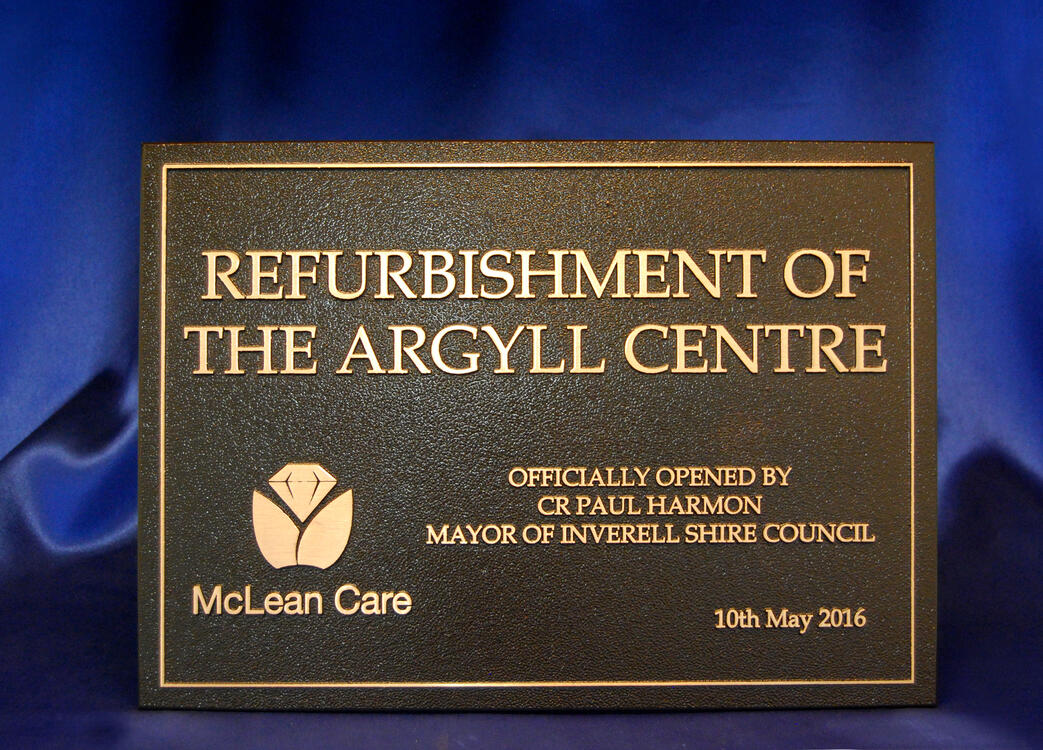 REFURBISHMENT OF
THE ARGYLL CENTRE
OFFICIALLY OPENED BY
CR PAUL HARMON
MAYOR OF INVERELL SHIRE COUNCIL
McLean Care
10th May 2016